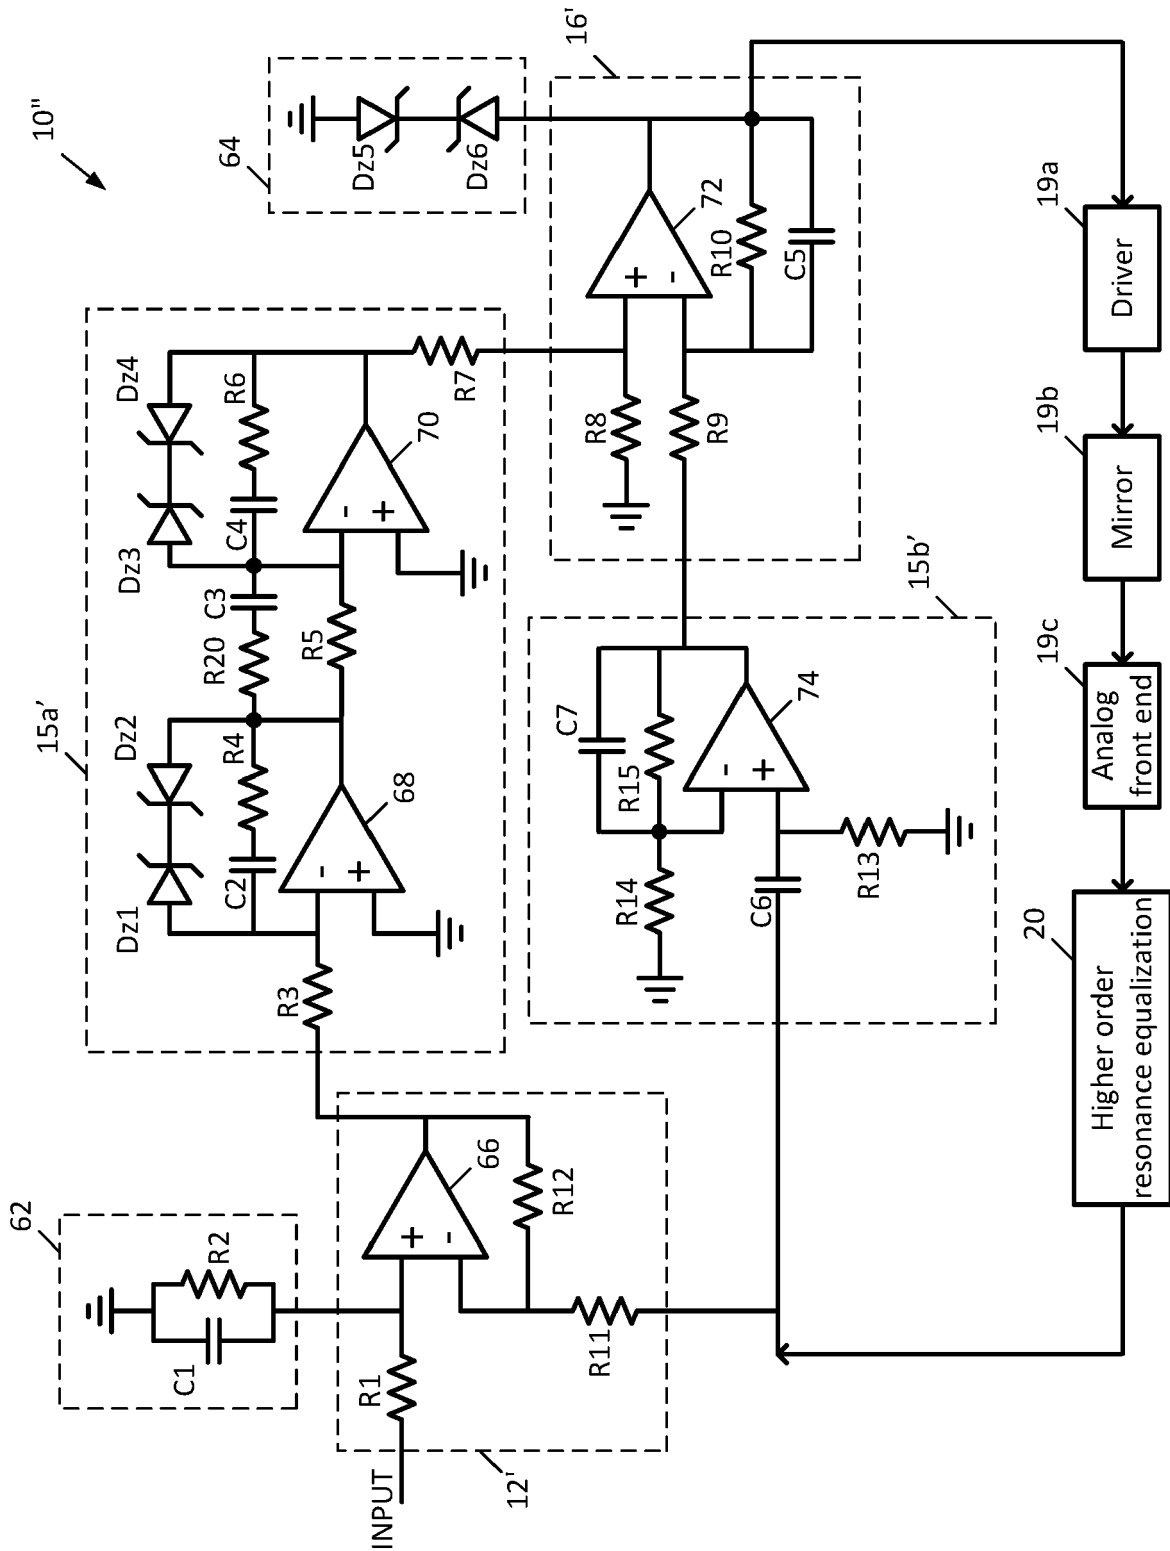 10"
62
C1
R2
INPUT
R1
12'
+
-
66
R12
R11
15a'
R3
Dz1
Dz2
C2
R4
-
+
68
R20
C3
R5
Dz3
Dz4
C4
R6
-
+
70
R7
64
Dz5
Dz6
16'
R8
R9
+
-
72
R10
C5
15b'
C7
R15
R14
-
+
74
C6
R13
19a
Driver
19b
Mirror
19c
Analog
front end
20
Higher order
resonance equalization